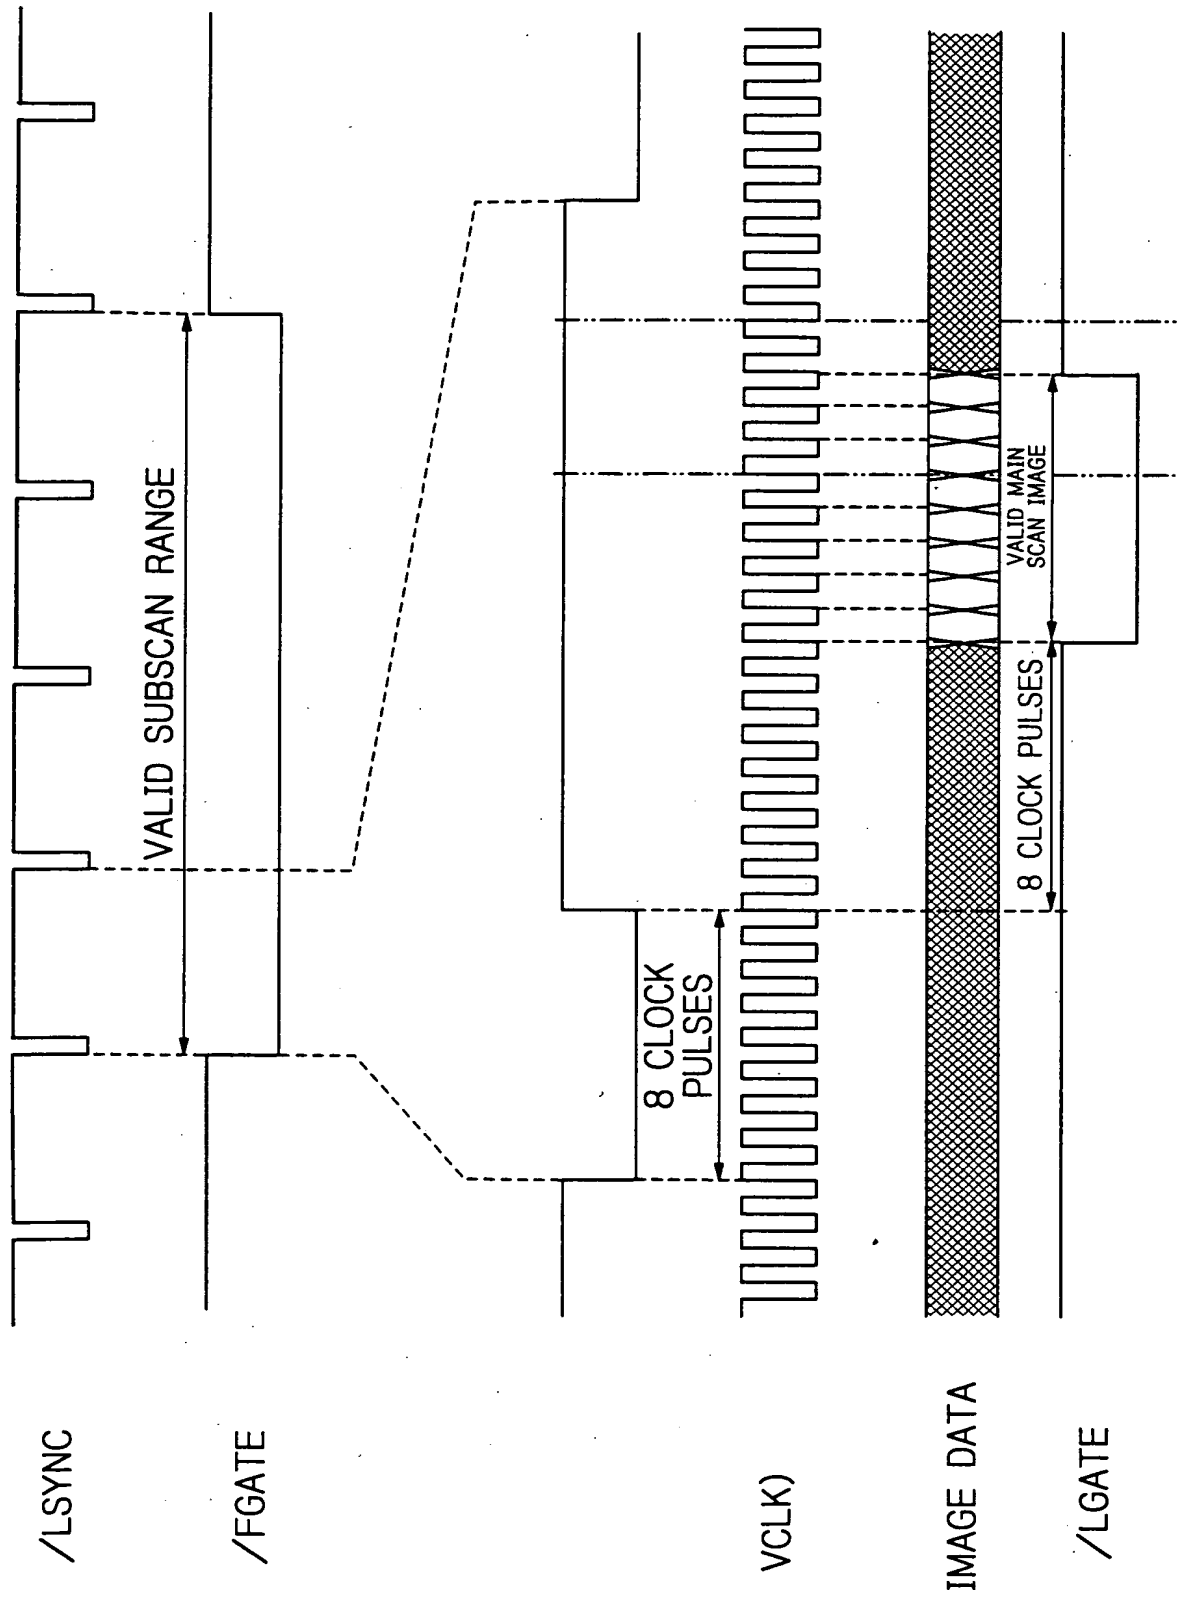 /LSYNC
VALID SUBSCAN RANGE
/FGATE
8 CLOCK
PULSES
VCLK)
IMAGE DATA
VALID MAIN
SCAN IMAGE
8 CLOCK PULSES
/LGATE